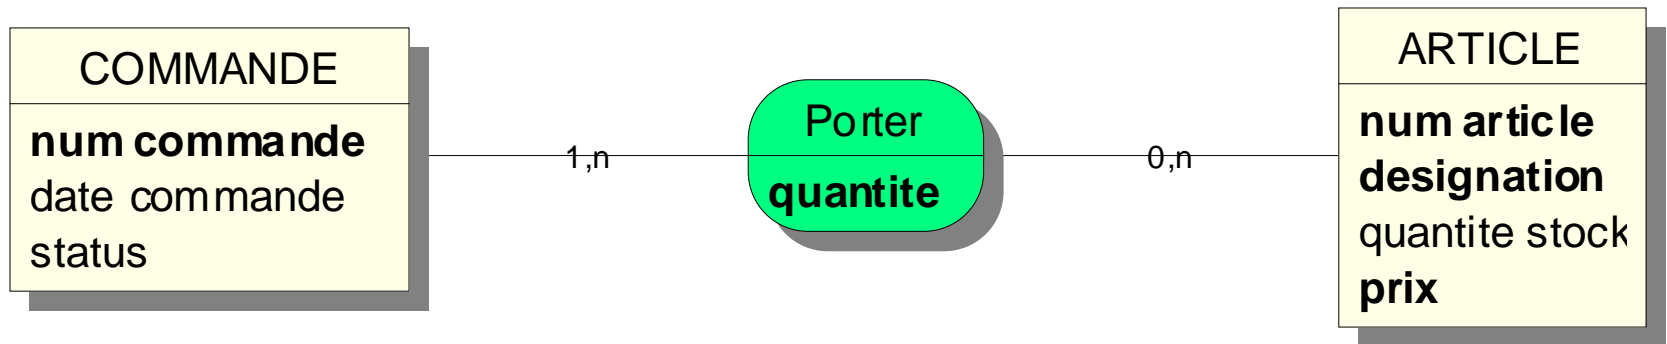 COMMANDE
num commande
date commande
status
1,n
Porter
quantite
0,n
ARTICLE
num article
designation
quantite stock
prix